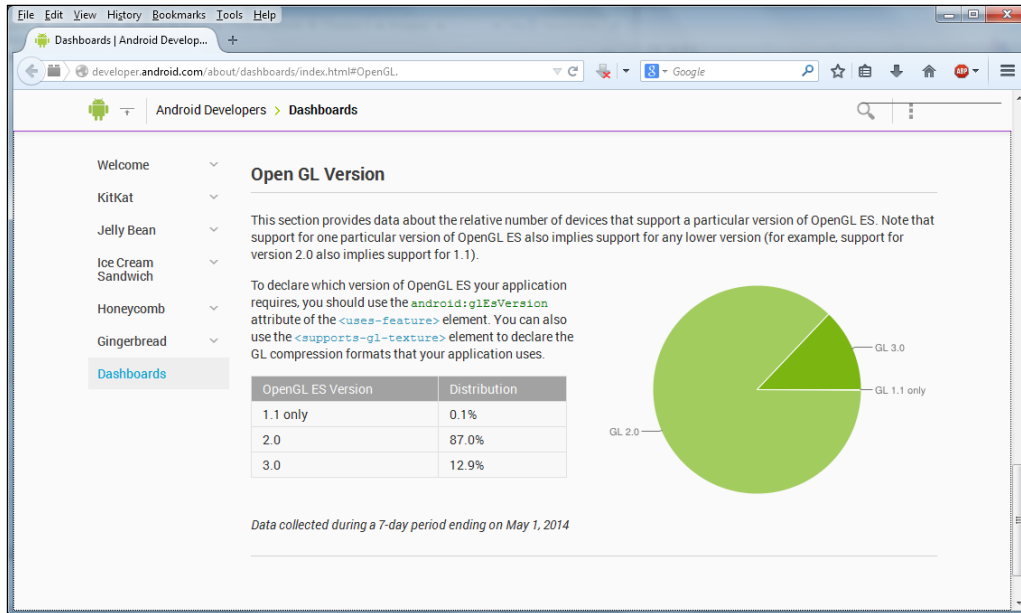 File Edit View History Bookmarks Tools Help
Dashboards | Android Develop...
developer.android.com/about/dashboards/index.html#OpenGL.
8 Google
ABP
Android Developers > Dashboards
Welcome
KitKat
Jelly Bean
Ice Cream
Sandwich
Honeycomb
Gingerbread
Dashboards
Open GL Version
This section provides data about the relative number of devices that support a particular version of OpenGL ES. Note that
support for one particular version of OpenGL ES also implies support for any lower version (for example, support for
version 2.0 also implies support for 1.1).
To declare which version of OpenGL ES your application
requires, you should use the android:glEsVersion
attribute of the <uses-feature> element. You can also
use the <supports-gl-texture> element to declare the
GL compression formats that your application uses.
OpenGL ES Version Distribution
1.1 only 0.1%
2.0 87.0%
3.0 12.9%
GL 3.0
GL 1.1 only
GL 2.0
Data collected during a 7-day period ending on May 1, 2014